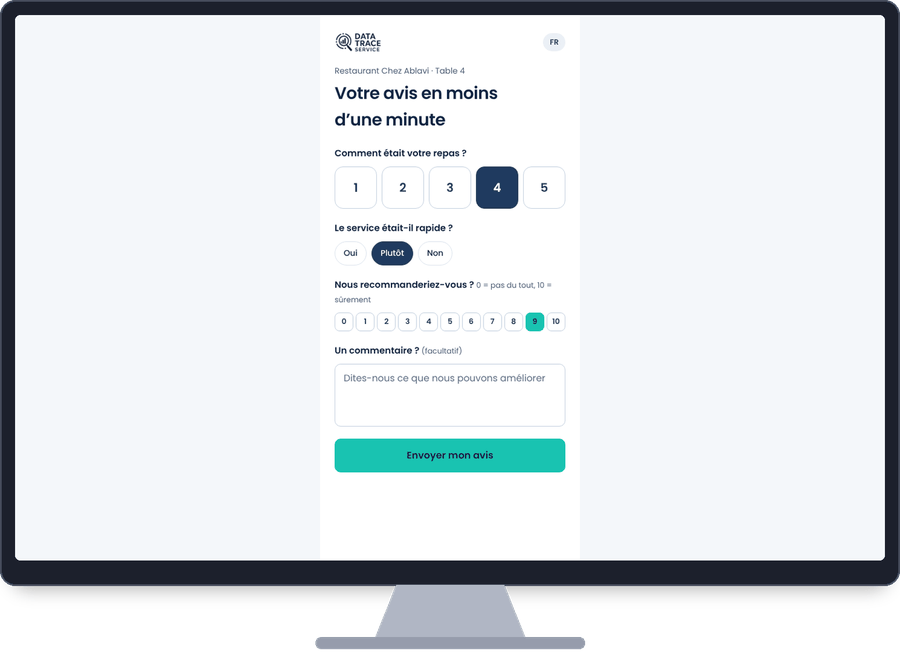 DATA
TRACE
SERVICE
FR
Restaurant Chez Ablavi · Table 4
Votre avis en moins
d’une minute
Comment était votre repas ?
1 2 3 4 5
Le service était-il rapide ?
Oui Plutôt Non
Nous recommanderiez-vous ? 0 = pas du tout, 10 =
sûrement
0 1 2 3 4 5 6 7 8 9 10
Un commentaire ? (facultatif)
Dites-nous ce que nous pouvons améliorer
Envoyer mon avis